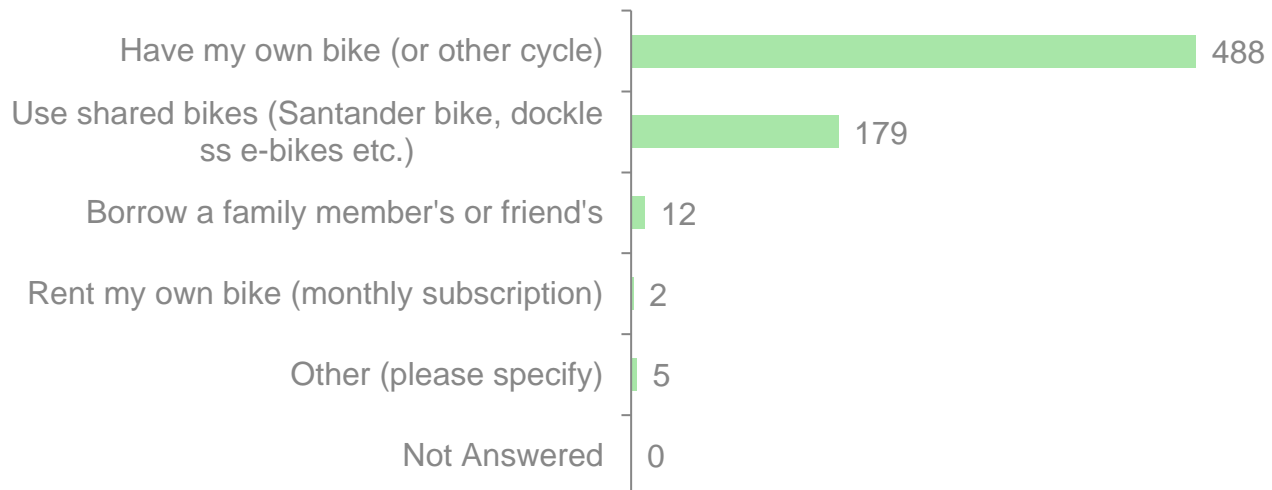 Have my own bike (or other cycle) 488
Use shared bikes (Santander bike, dockle
ss e-bikes etc.) 179
Borrow a family member's or friend's 12
Rent my own bike (monthly subscription) 2
Other (please specify) 5
Not Answered 0